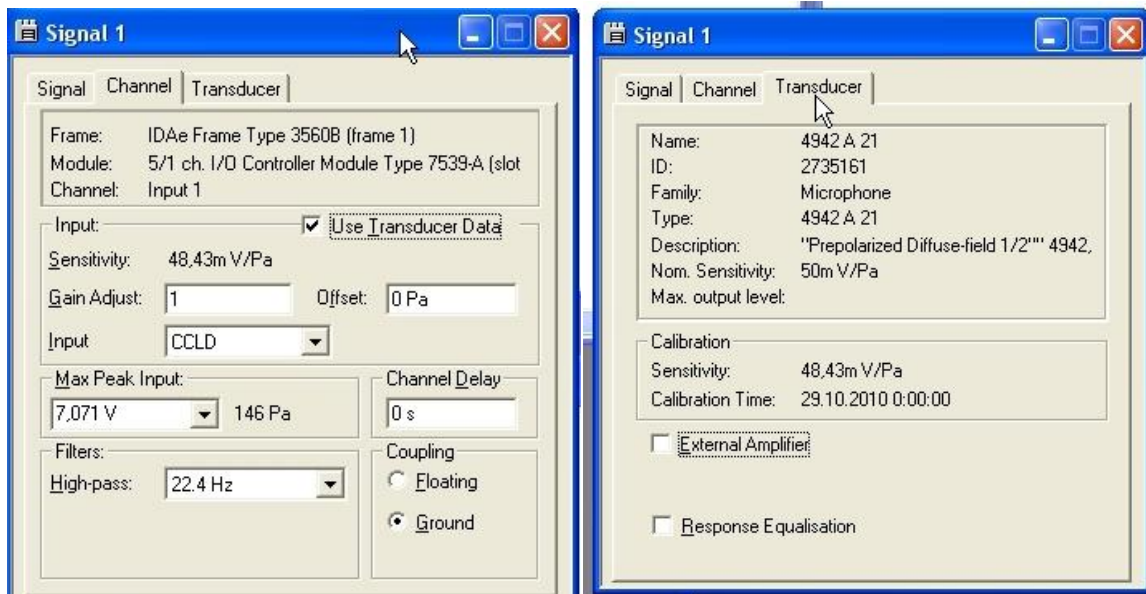 Signal 1
Signal Channel Transducer
Frame: IDAe Frame Type 3560B (frame 1)
Module: 5/1 ch. I/O Controller Module Type 7539-A (slot
Channel: Input 1
Input: Use Transducer Data
Sensitivity: 48,43m V/Pa
Gain Adjust: 1 Offset: 0 Pa
Input CCLD
Max Peak Input: Channel Delay
7,071 V 146 Pa 0 s
Filters: Coupling
High-pass: 22.4 Hz Floating
Ground
Signal 1
Signal Channel Transducer
Name: 4942 A 21
ID: 2735161
Family: Microphone
Type: 4942 A 21
Description: "Prepolarized Diffuse-field 1/2"" 4942,
Nom. Sensitivity: 50m V/Pa
Max. output level:
Calibration
Sensitivity: 48,43m V/Pa
Calibration Time: 29.10.2010 0:00:00
External Amplifier
Response Equalisation